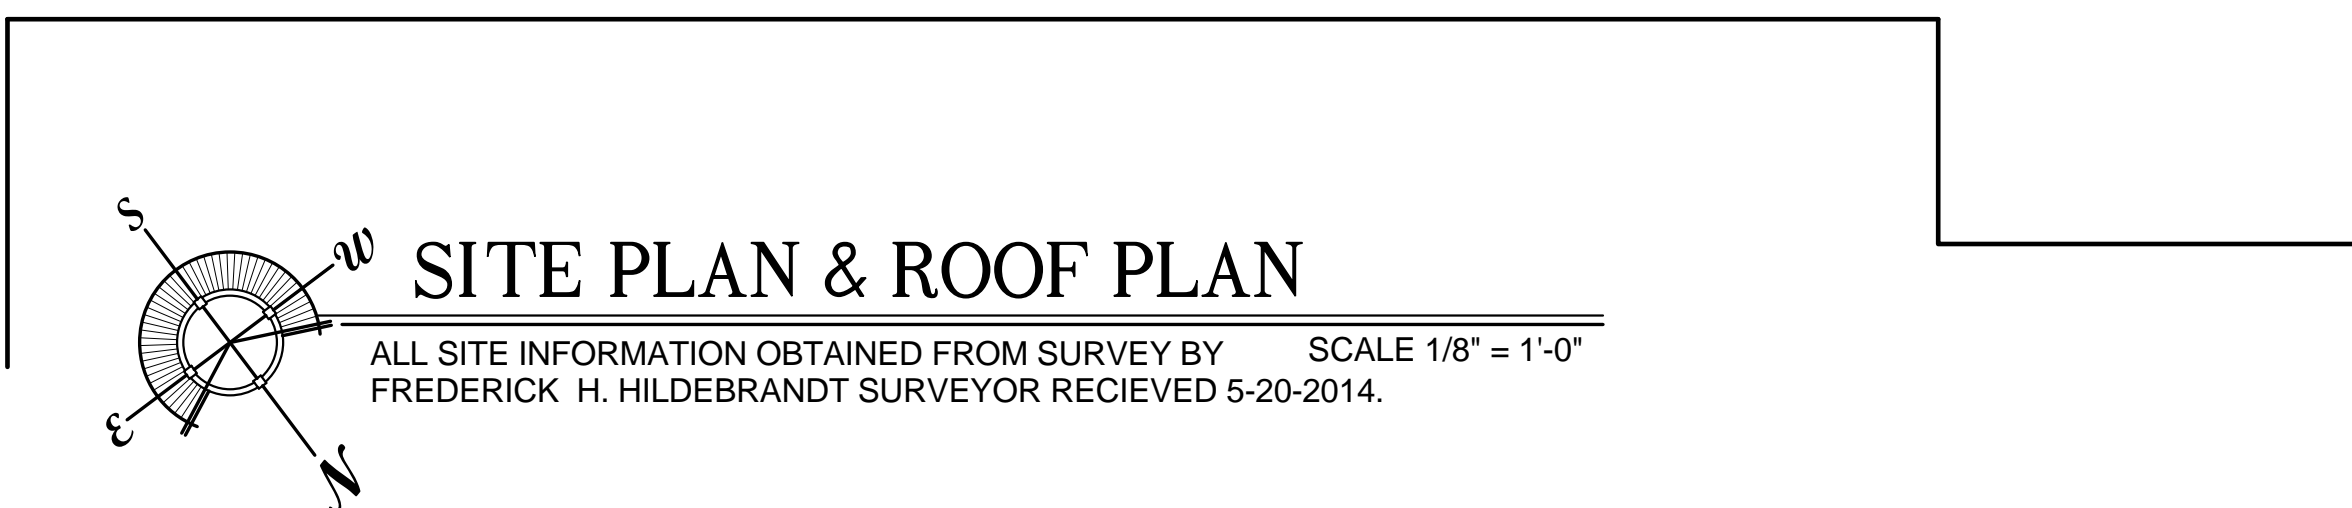 S
W
SITE PLAN & ROOF PLAN
ALL SITE INFORMATION OBTAINED FROM SURVEY BY
SCALE 1/8" = 1'-0"
FREDERICK H. HILDEBRANDT SURVEYOR RECIEVED 5-20-2014.
E
N